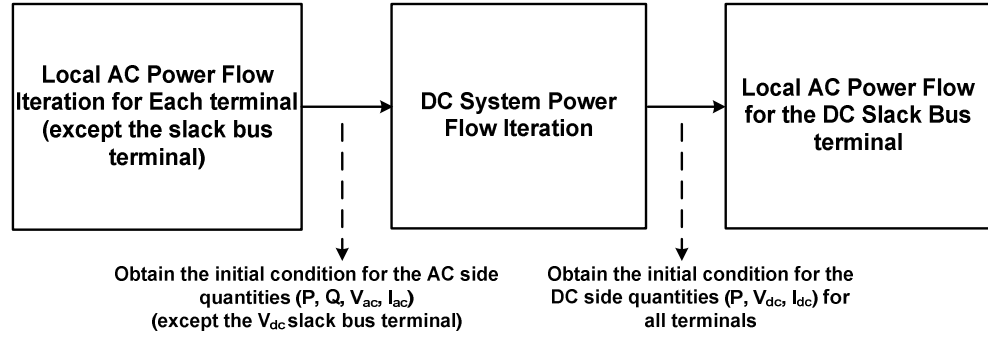 Local AC Power Flow
Iteration for Each terminal
(except the slack bus
terminal)
DC System Power
Flow Iteration
Local AC Power Flow
for the DC Slack Bus
terminal
Obtain the initial condition for the AC side
quantities (P, Q, Vac, Iac)
(except the Vdc slack bus terminal)
Obtain the initial condition for the
DC side quantities (P, Vdc, Idc) for
all terminals